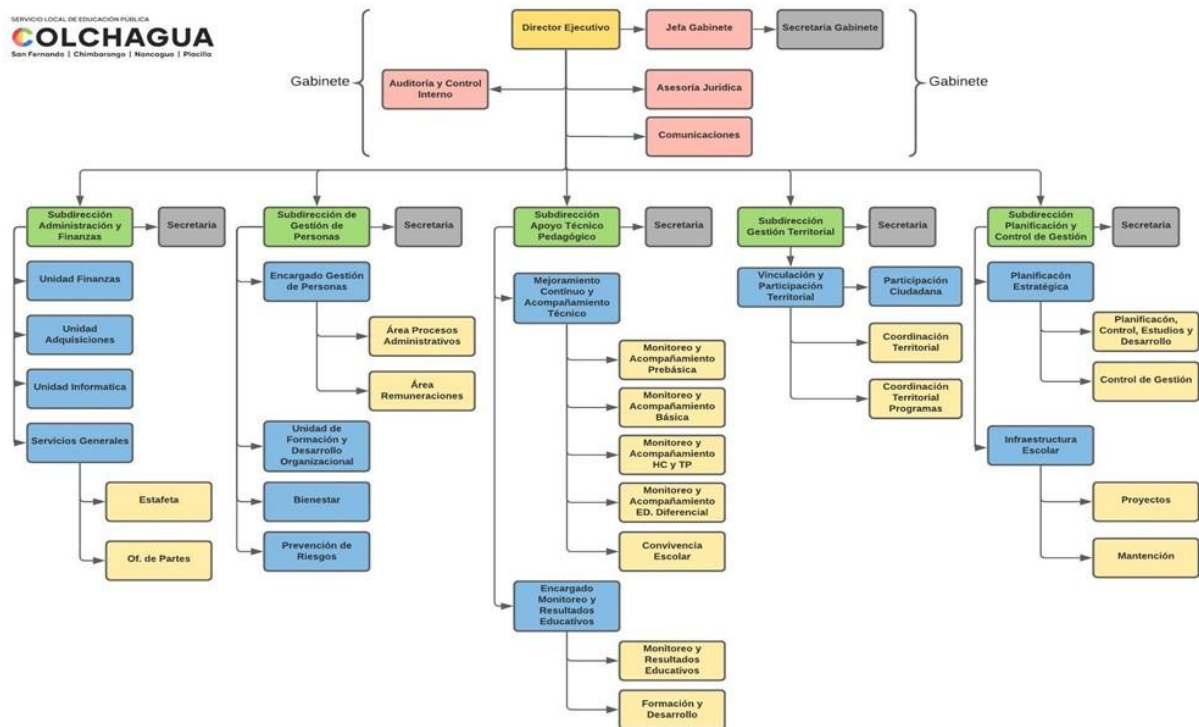 SERVICIO LOCAL DE EDUCACIÓN PÚBLICA
COLCHAGUA
San Fernando | Chimbarongo | Nancagua | Placilla
Director Ejecutivo
Jefa Gabinete
Secretaria Gabinete
Gabinete
Auditoría y Control
Interno
Asesoría Juridica
Gabinete
Comunicaciones
Subdirección
Administración y
Finanzas
Secretaria
Unidad Finanzas
Unidad
Adquisiciones
Unidad Informatica
Servicios Generales
Estafeta
Of. de Partes
Subdirección de
Gestión de
Personas
Secretaria
Encargado Gestión
de Personas
Área Procesos
Administrativos
Área
Remuneraciones
Unidad de
Formación y
Desarrollo
Organizacional
Bienestar
Prevención de
Riesgos
Subdirección
Apoyo Técnico
Pedagógico
Secretaria
Mejoramiento
Contínuo y
Acompañamiento
Técnico
Monitoreo y
Acompañamiento
Prebásica
Monitoreo y
Acompañamiento
Básica
Monitoreo y
Acompañamiento
HC y TP
Monitoreo y
Acompañamiento
ED. Diferencial
Convivencia
Escolar
Encargado
Monitoreo y
Resultados
Educativos
Monitoreo y
Resultados
Educativos
Formación y
Desarrollo
Subdirección
Gestión Territorial
Secretaria
Vinculación y
Participación
Territorial
Participación
Ciudadana
Coordinación
Territorial
Coordinación
Territorial
Programas
Subdirección
Planificación y
Control de Gestión
Secretaria
Planificacón
Estratégica
Planificacón,
Control, Estudios y
Desarrollo
Control de Gestión
Infraestructura
Escolar
Proyectos
Mantención